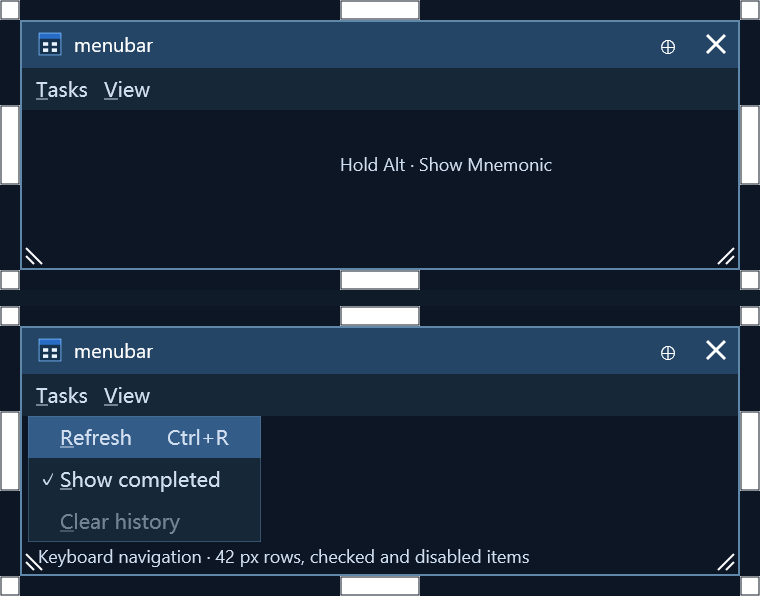 menubar
Tasks View
Hold Alt · Show Mnemonic
menubar
Tasks View
Refresh Ctrl+R
✓ Show completed
Clear history
Keyboard navigation · 42 px rows, checked and disabled items